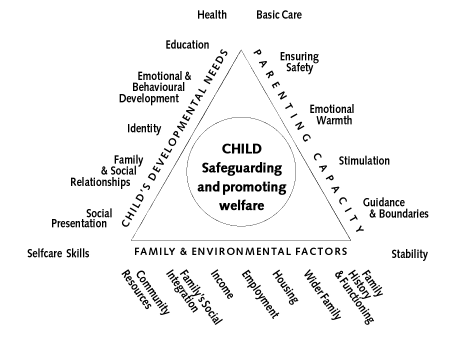 Health
Basic Care
Education
Ensuring
Safety
Emotional &
Behavioural
Development
Emotional
Warmth
Identity
Stimulation
Family
& Social
Relationships
Guidance
& Boundaries
Social
Presentation
Selfcare Skills
Stability
CHILD'S DEVELOPMENTAL NEEDS
PARENTING CAPACITY
CHILD
Safeguarding
and promoting
welfare
FAMILY & ENVIRONMENTAL FACTORS
Community
Resources
Family's Social
Integration
Income
Employment
Housing
Wider Family
Family
History
& Functioning